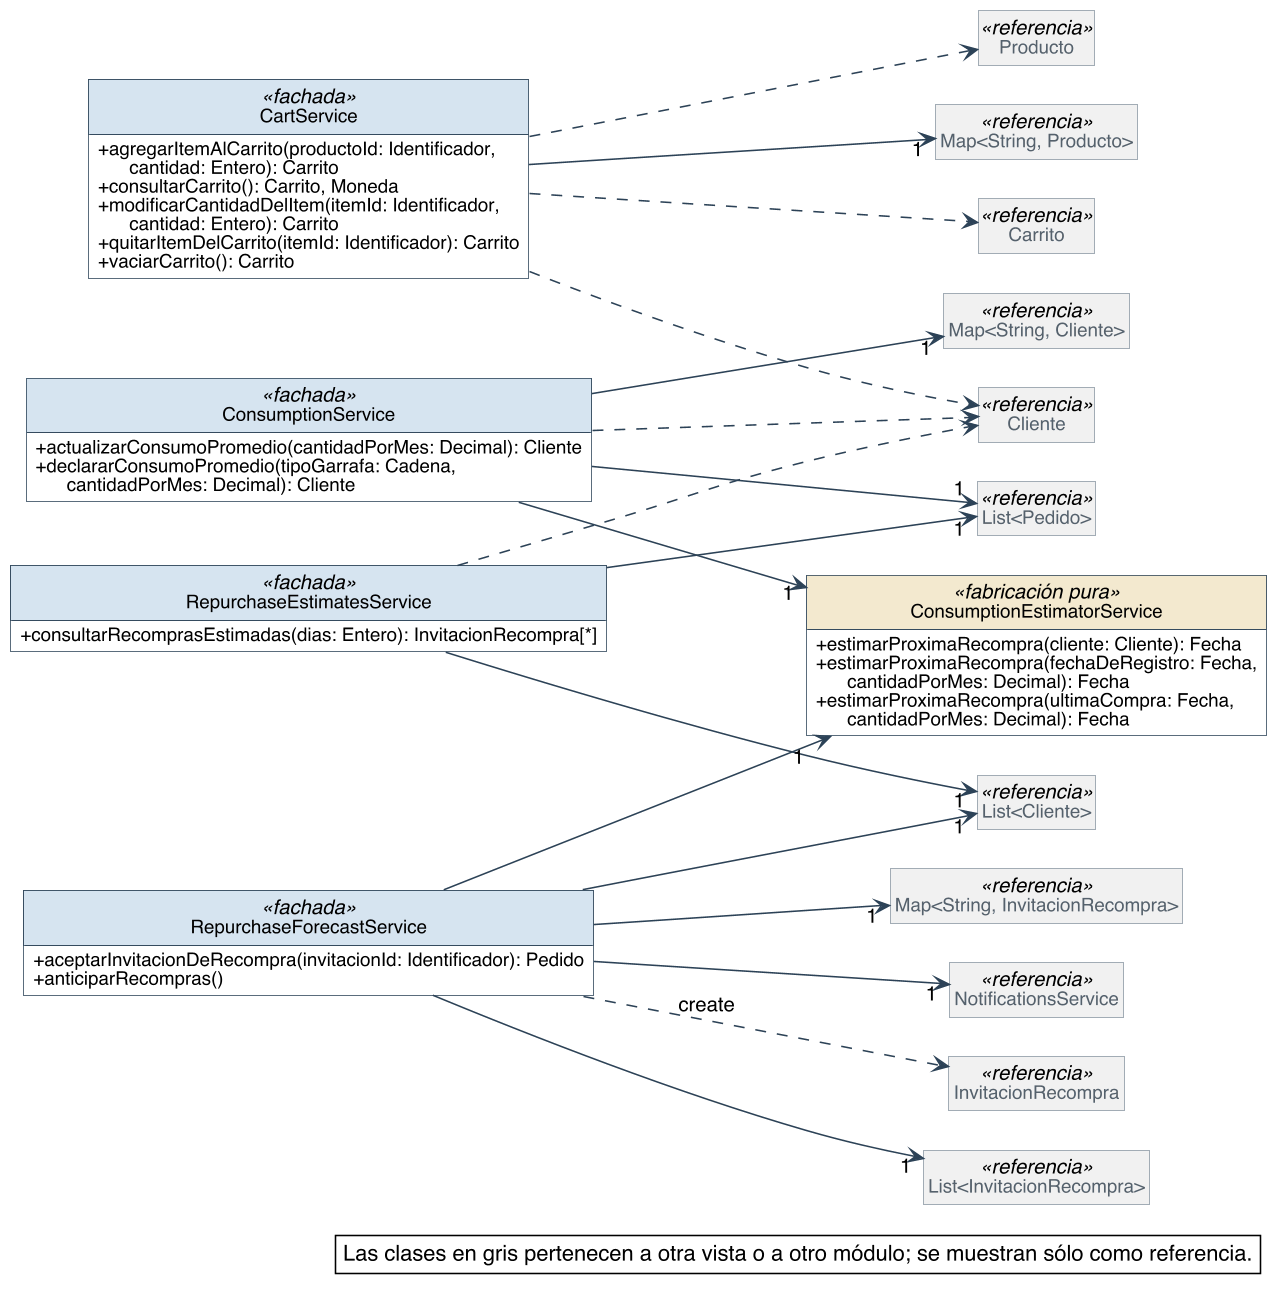 «referencia»
Producto
«fachada»
CartService
+agregarItemAlCarrito(productoId: Identificador,
cantidad: Entero): Carrito
+consultarCarrito(): Carrito, Moneda
+modificarCantidadDelItem(itemId: Identificador,
cantidad: Entero): Carrito
+quitarItemDelCarrito(itemId: Identificador): Carrito
+vaciarCarrito(): Carrito
«referencia»
Map<String, Producto>
1
«referencia»
Carrito
«referencia»
Map<String, Cliente>
1
«fachada»
ConsumptionService
+actualizarConsumoPromedio(cantidadPorMes: Decimal): Cliente
+declararConsumoPromedio(tipoGarrafa: Cadena,
cantidadPorMes: Decimal): Cliente
«referencia»
Cliente
1
«referencia»
List<Pedido>
1
«fachada»
RepurchaseEstimatesService
+consultarRecomprasEstimadas(dias: Entero): InvitacionRecompra[*]
1
«fabricación pura»
ConsumptionEstimatorService
+estimarProximaRecompra(cliente: Cliente): Fecha
+estimarProximaRecompra(fechaDeRegistro: Fecha,
cantidadPorMes: Decimal): Fecha
+estimarProximaRecompra(ultimaCompra: Fecha,
cantidadPorMes: Decimal): Fecha
1
«referencia»
List<Cliente>
1
1
«fachada»
RepurchaseForecastService
+aceptarInvitacionDeRecompra(invitacionId: Identificador): Pedido
+anticiparRecompras()
«referencia»
Map<String, InvitacionRecompra>
1
«referencia»
NotificationsService
1
create
«referencia»
InvitacionRecompra
«referencia»
List<InvitacionRecompra>
1
Las clases en gris pertenecen a otra vista o a otro módulo; se muestran sólo como referencia.